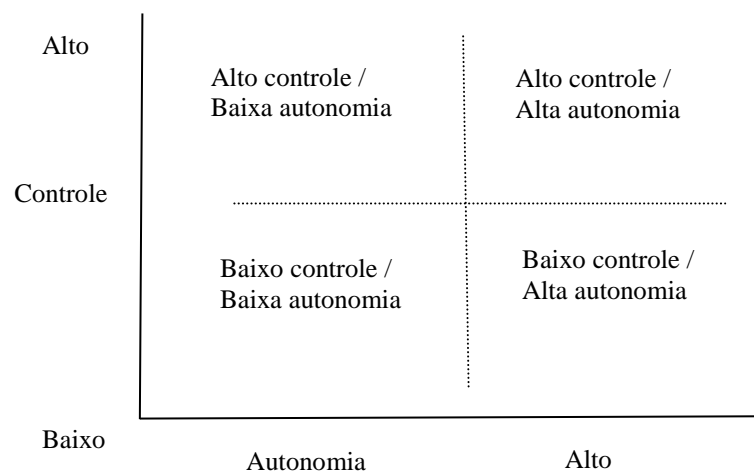 Alto
Alto controle /
Baixa autonomia
Alto controle /
Alta autonomia
Controle
Baixo controle /
Baixa autonomia
Baixo controle /
Alta autonomia
Baixo
Autonomia
Alto